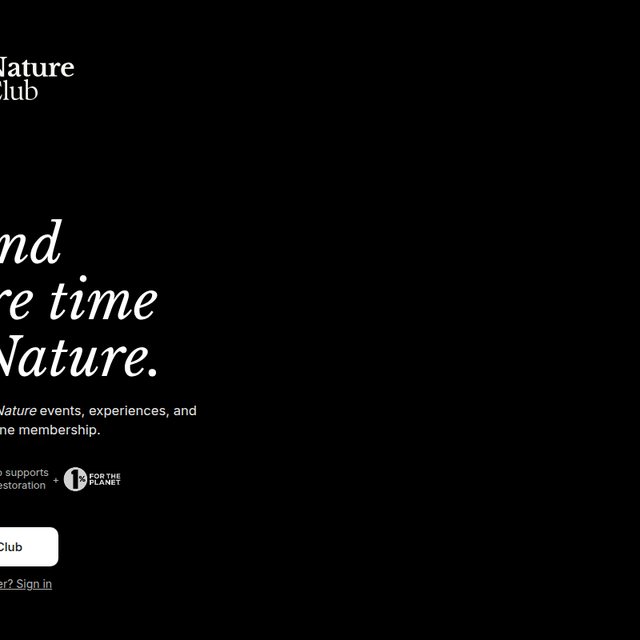 Nature
Club
nd
re time
Nature.
Nature events, experiences, and
ne membership.
o supports
estoration + 1% FOR THE
PLANET
Club
er? Sign in